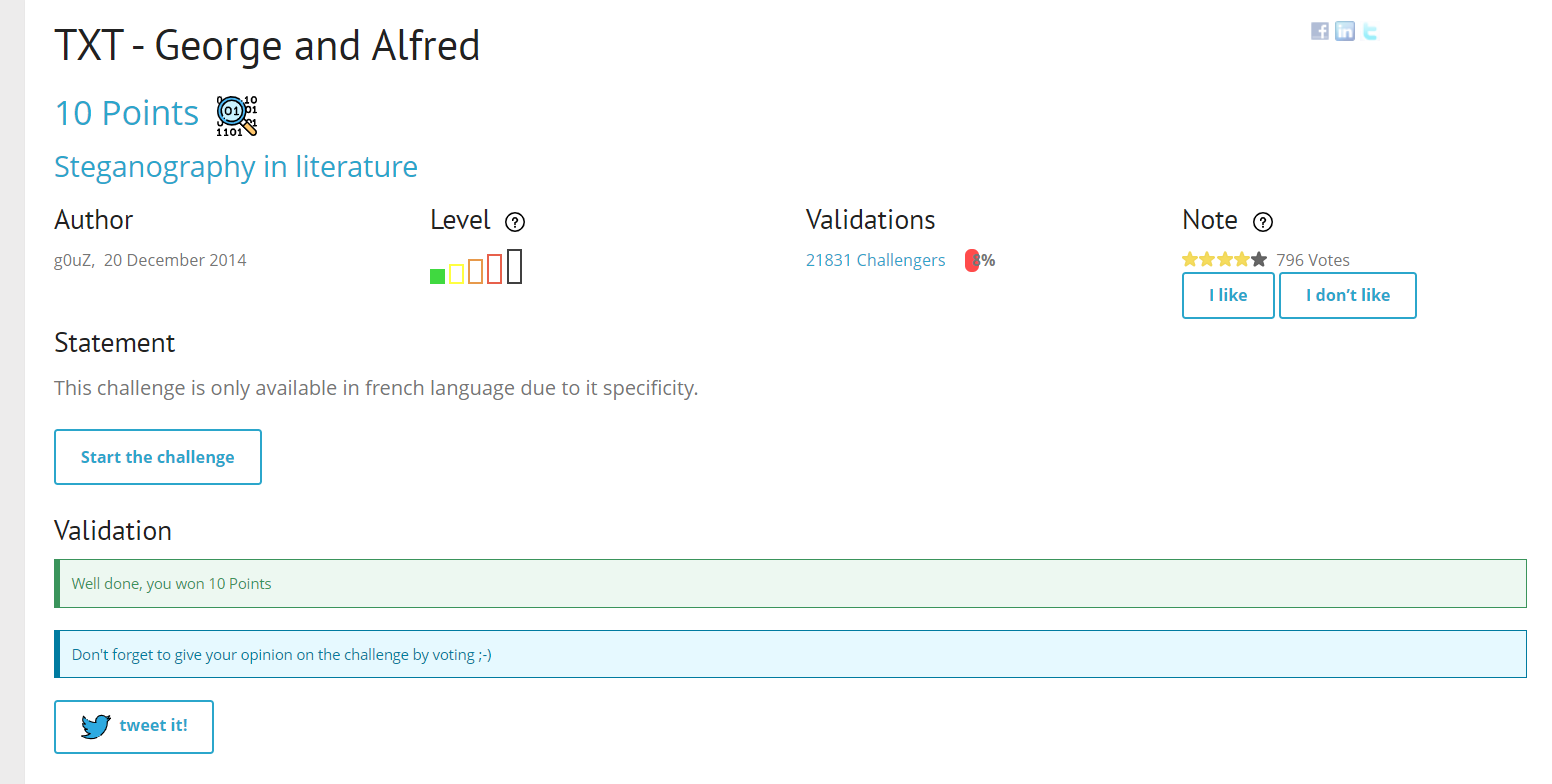 TXT - George and Alfred
10 Points
Steganography in literature
Author
g0uZ, 20 December 2014
Level
Validations
21831 Challengers %
Note
796 Votes
I like I don't like
Statement
This challenge is only available in french language due to it specificity.
Start the challenge
Validation
Well done, you won 10 Points
Don't forget to give your opinion on the challenge by voting ;-)
tweet it!